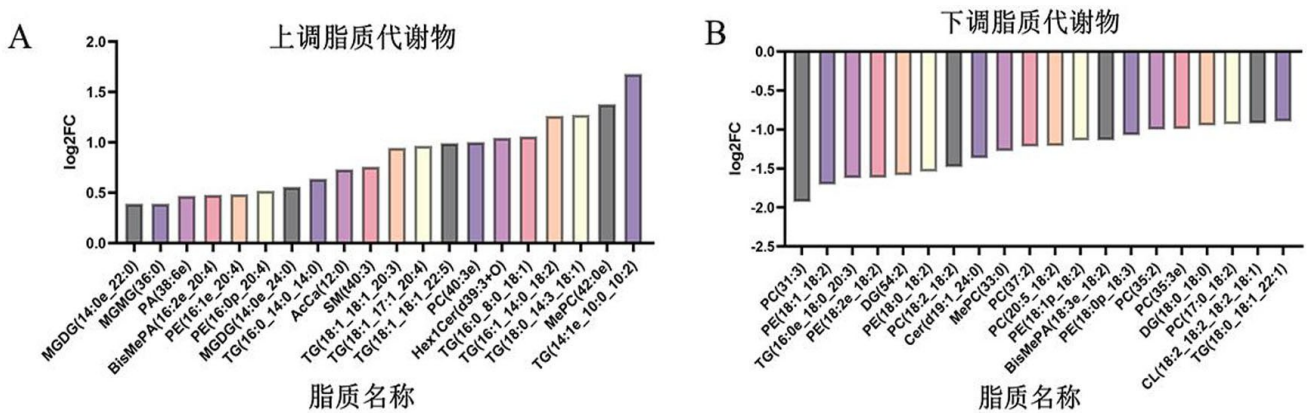 A
上调脂质代谢物
2.0
1.5
1.0
0.5
0.0
log2FC
MGDG(14:0e_22:0)
MGMG(36:0)
PA(38:6e)
BisMePA(16:2e_20:4)
PE(16:1e_20:4)
PE(16:0p_20:4)
MGDG(14:0e_24:0)
TG(16:0_14:0_14:0)
AcCa(12:0)
SM(t40:3)
TG(18:1_18:1_20:3)
TG(18:1_17:1_20:4)
TG(18:1_18:1_22:5)
PC(40:3e)
Hex1Cer(d39:3+O)
TG(16:0_8:0_18:1)
TG(16:1_14:0_18:2)
TG(18:0_14:3_18:1)
MePC(42:0e)
TG(14:1e_10:0_10:2)
脂质名称
B
下调脂质代谢物
0.0
-0.5
-1.0
-1.5
-2.0
-2.5
log2FC
PC(31:3)
PE(18:1_18:2)
TG(16:0e_18:0_20:3)
PE(18:2e_18:2)
DG(54:2)
PE(18:0_18:2)
PC(18:2_18:2)
Cer(d19:1_24:0)
MePC(33:0)
PC(37:2)
PC(20:5_18:2)
PE(18:1p_18:2)
BisMePA(18:3e_18:2)
PE(18:0p_18:3)
PC(35:2)
PC(35:3e)
DG(18:0_18:0)
PC(17:0_18:2)
CL(18:2_18:2_18:2_18:1)
TG(18:0_18:1_22:1)
脂质名称